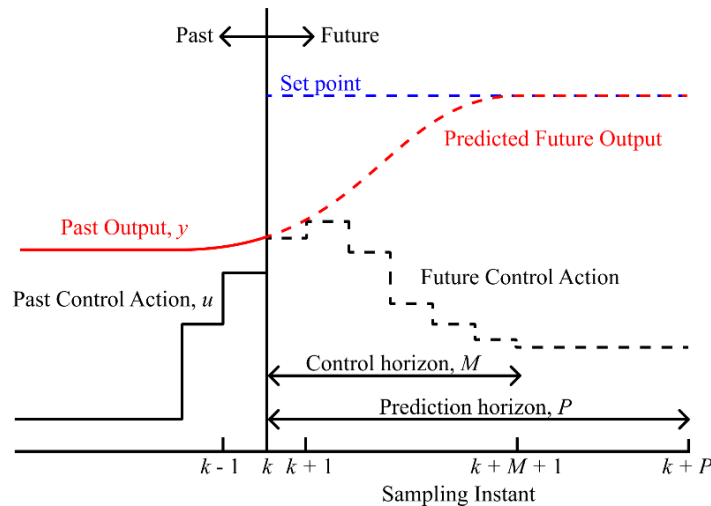 Past
Future
Set point
Predicted Future Output
Past Output, y
Past Control Action, u
Future Control Action
Control horizon, M
Prediction horizon, P
k - 1
k
k + 1
k + M + 1
k + P
Sampling Instant